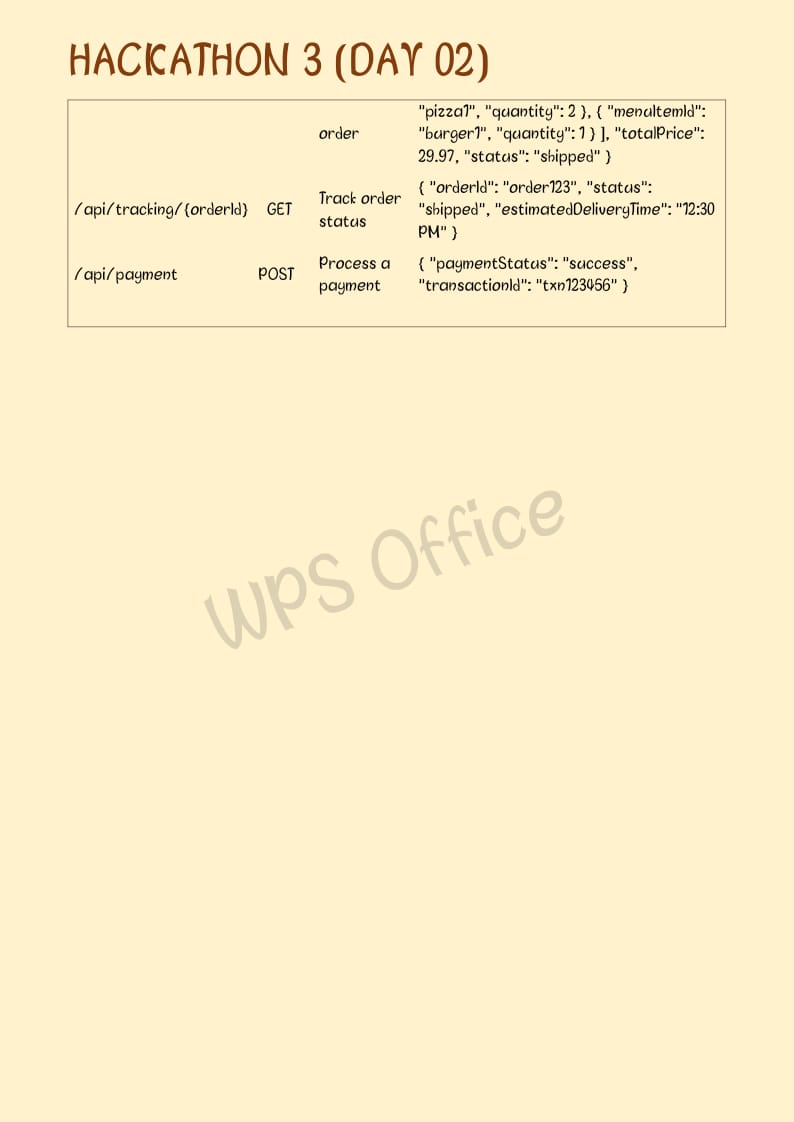 HACKATHON 3 (DAY 02)
"pizza1", "quantity": 2 }, { "menuItemId":
order "burger1", "quantity": 1 } ], "totalPrice":
29.97, "status": "shipped" }
{ "orderId": "order123", "status":
/api/tracking/{orderId} GET Track order "shipped", "estimatedDeliveryTime": "12:30
status PM" }
/api/payment POST Process a { "paymentStatus": "success",
payment "transactionId": "txn123456" }
WPS Office